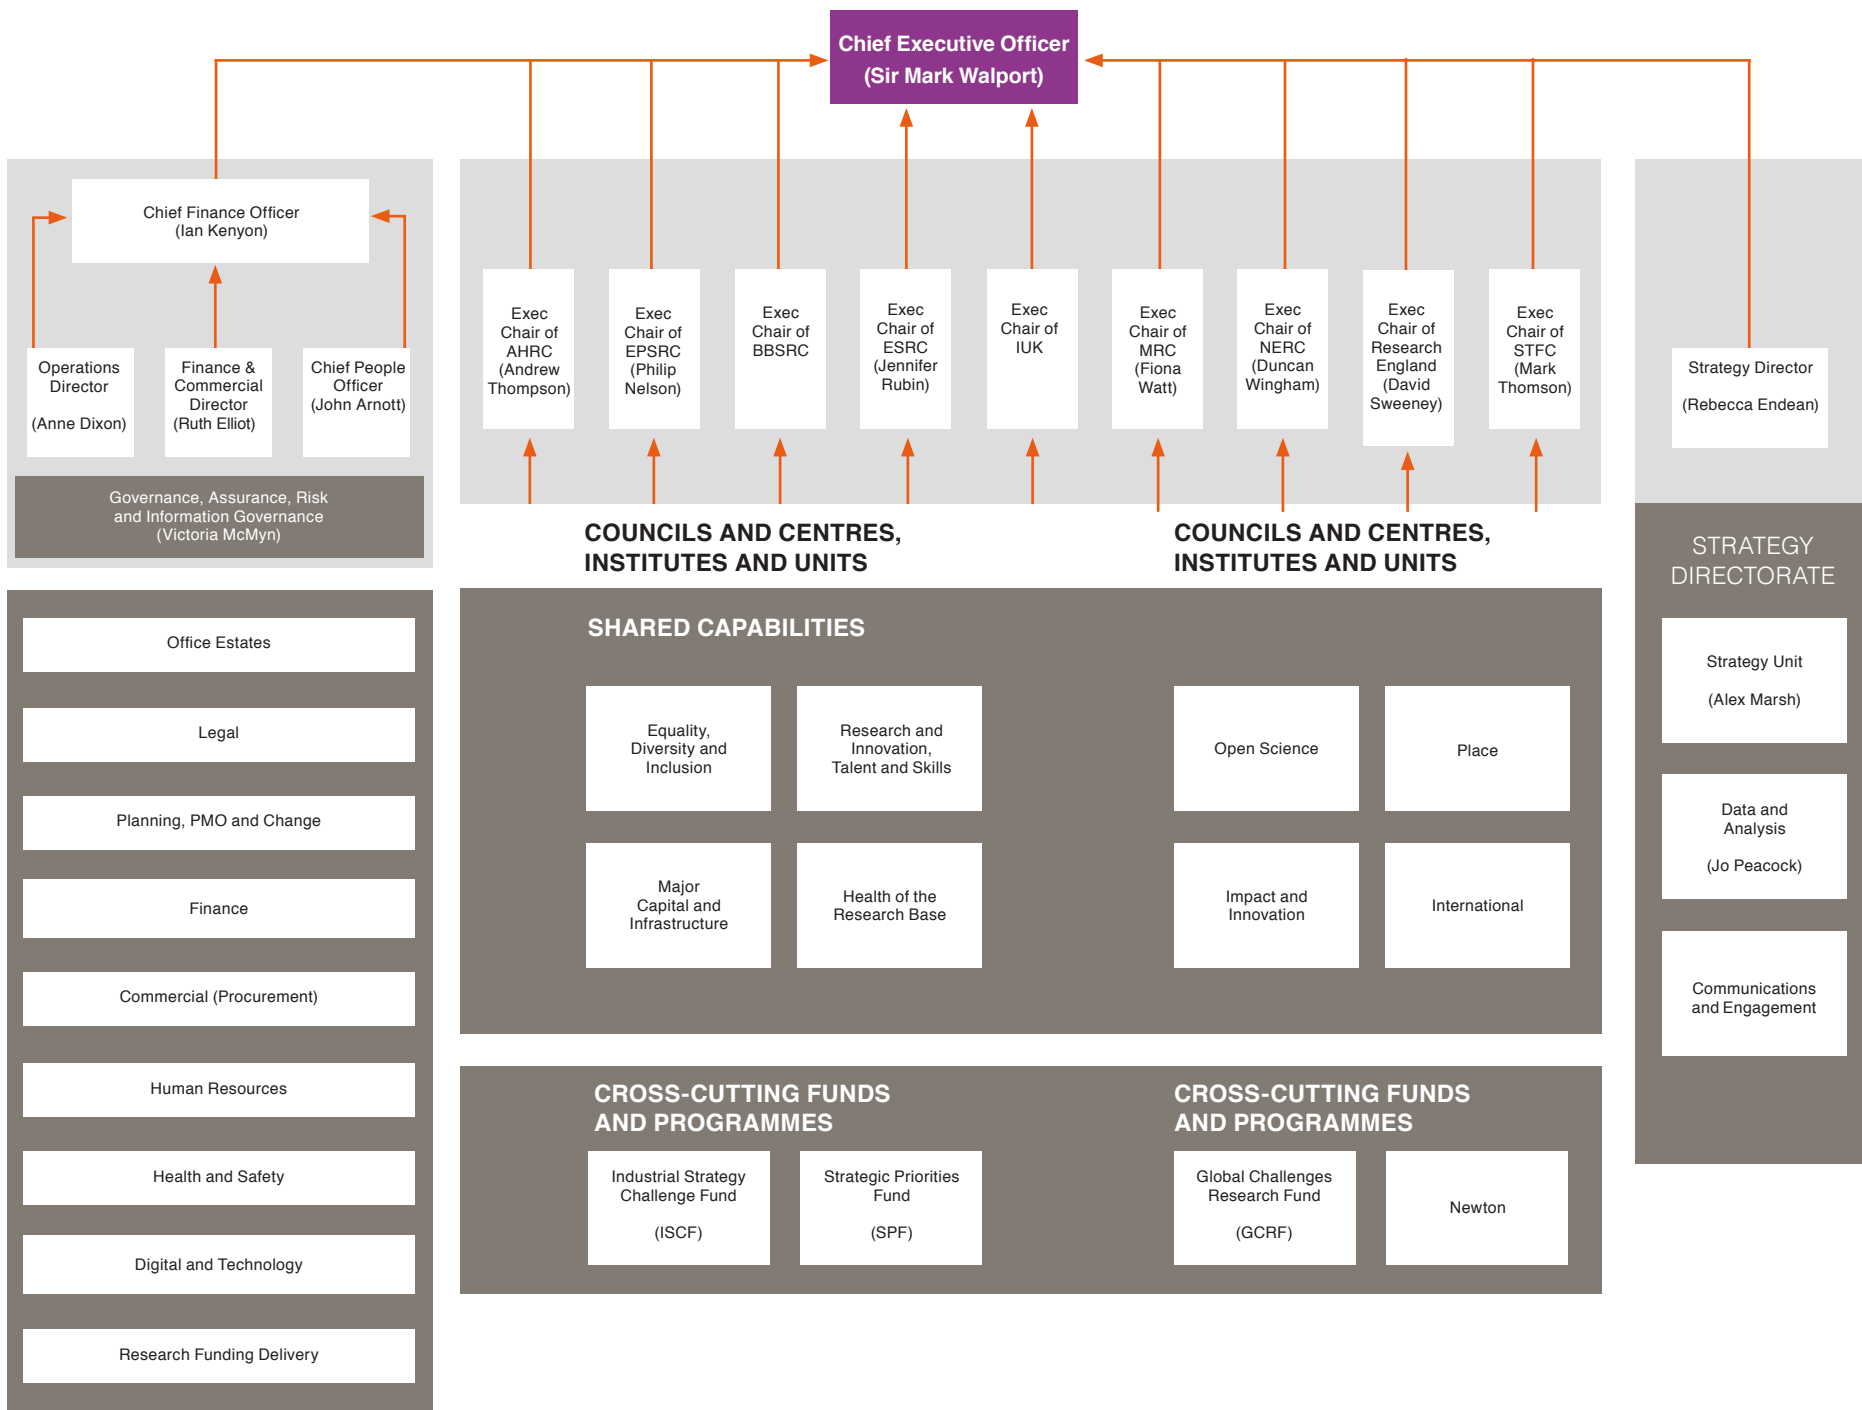 Chief Executive Officer
(Sir Mark Walport)
Chief Finance Officer
(Ian Kenyon)
Operations
Director
(Anne Dixon)
Finance &
Commercial
Director
(Ruth Elliot)
Chief People
Officer
(John Arnott)
Governance, Assurance, Risk
and Information Governance
(Victoria McMyn)
Office Estates
Legal
Planning, PMO and Change
Finance
Commercial (Procurement)
Human Resources
Health and Safety
Digital and Technology
Research Funding Delivery
Exec
Chair of
AHRC
(Andrew
Thompson)
Exec
Chair of
EPSRC
(Philip
Nelson)
Exec
Chair of
BBSRC
Exec
Chair of
ESRC
(Jennifer
Rubin)
Exec
Chair of
IUK
Exec
Chair of
MRC
(Fiona
Watt)
Exec
Chair of
NERC
(Duncan
Wingham)
Exec
Chair of
Research
England
(David
Sweeney)
Exec
Chair of
STFC
(Mark
Thomson)
COUNCILS AND CENTRES,
INSTITUTES AND UNITS
COUNCILS AND CENTRES,
INSTITUTES AND UNITS
SHARED CAPABILITIES
Equality,
Diversity and
Inclusion
Research and
Innovation,
Talent and Skills
Open Science
Place
Major
Capital and
Infrastructure
Health of the
Research Base
Impact and
Innovation
International
CROSS-CUTTING FUNDS
AND PROGRAMMES
Industrial Strategy
Challenge Fund
(ISCF)
Strategic Priorities
Fund
(SPF)
CROSS-CUTTING FUNDS
AND PROGRAMMES
Global Challenges
Research Fund
(GCRF)
Newton
Strategy Director
(Rebecca Endean)
STRATEGY
DIRECTORATE
Strategy Unit
(Alex Marsh)
Data and
Analysis
(Jo Peacock)
Communications
and Engagement